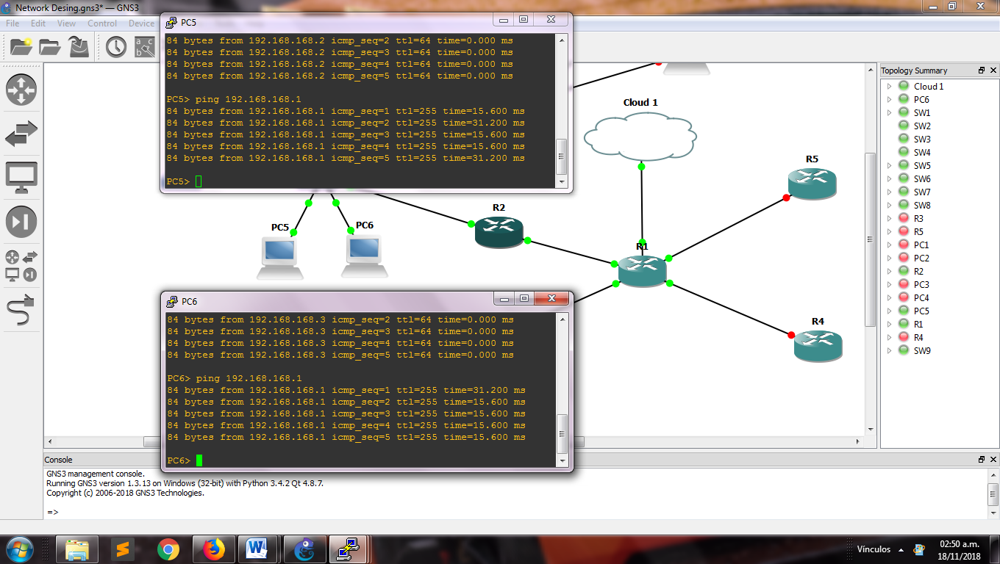 Network Desing.gns3* — GNS3
File Edit View Control Device
PC5
84 bytes from 192.168.168.2 icmp_seq=2 ttl=64 time=0.000 ms
84 bytes from 192.168.168.2 icmp_seq=3 ttl=64 time=0.000 ms
84 bytes from 192.168.168.2 icmp_seq=4 ttl=64 time=0.000 ms
84 bytes from 192.168.168.2 icmp_seq=5 ttl=64 time=0.000 ms
PC5> ping 192.168.168.1
84 bytes from 192.168.168.1 icmp_seq=1 ttl=255 time=15.600 ms
84 bytes from 192.168.168.1 icmp_seq=2 ttl=255 time=31.200 ms
84 bytes from 192.168.168.1 icmp_seq=3 ttl=255 time=15.600 ms
84 bytes from 192.168.168.1 icmp_seq=4 ttl=255 time=15.600 ms
84 bytes from 192.168.168.1 icmp_seq=5 ttl=255 time=31.200 ms
PC5>
Cloud 1
R5
R2
PC5
PC6
R1
R4
PC6
84 bytes from 192.168.168.3 icmp_seq=2 ttl=64 time=0.000 ms
84 bytes from 192.168.168.3 icmp_seq=3 ttl=64 time=0.000 ms
84 bytes from 192.168.168.3 icmp_seq=4 ttl=64 time=0.000 ms
84 bytes from 192.168.168.3 icmp_seq=5 ttl=64 time=0.000 ms
PC6> ping 192.168.168.1
84 bytes from 192.168.168.1 icmp_seq=1 ttl=255 time=31.200 ms
84 bytes from 192.168.168.1 icmp_seq=2 ttl=255 time=15.600 ms
84 bytes from 192.168.168.1 icmp_seq=3 ttl=255 time=15.600 ms
84 bytes from 192.168.168.1 icmp_seq=4 ttl=255 time=15.600 ms
84 bytes from 192.168.168.1 icmp_seq=5 ttl=255 time=15.600 ms
PC6>
Topology Summary
Cloud 1
PC6
SW1
SW2
SW3
SW4
SW5
SW6
SW7
SW8
R3
R5
PC1
PC2
R2
PC3
PC4
PC5
R1
R4
SW9
Console
GNS3 management console.
Running GNS3 version 1.3.13 on Windows (32-bit) with Python 3.4.2 Qt 4.8.7.
Copyright (c) 2006-2018 GNS3 Technologies.
=>
Vínculos
02:50 a.m.
18/11/2018